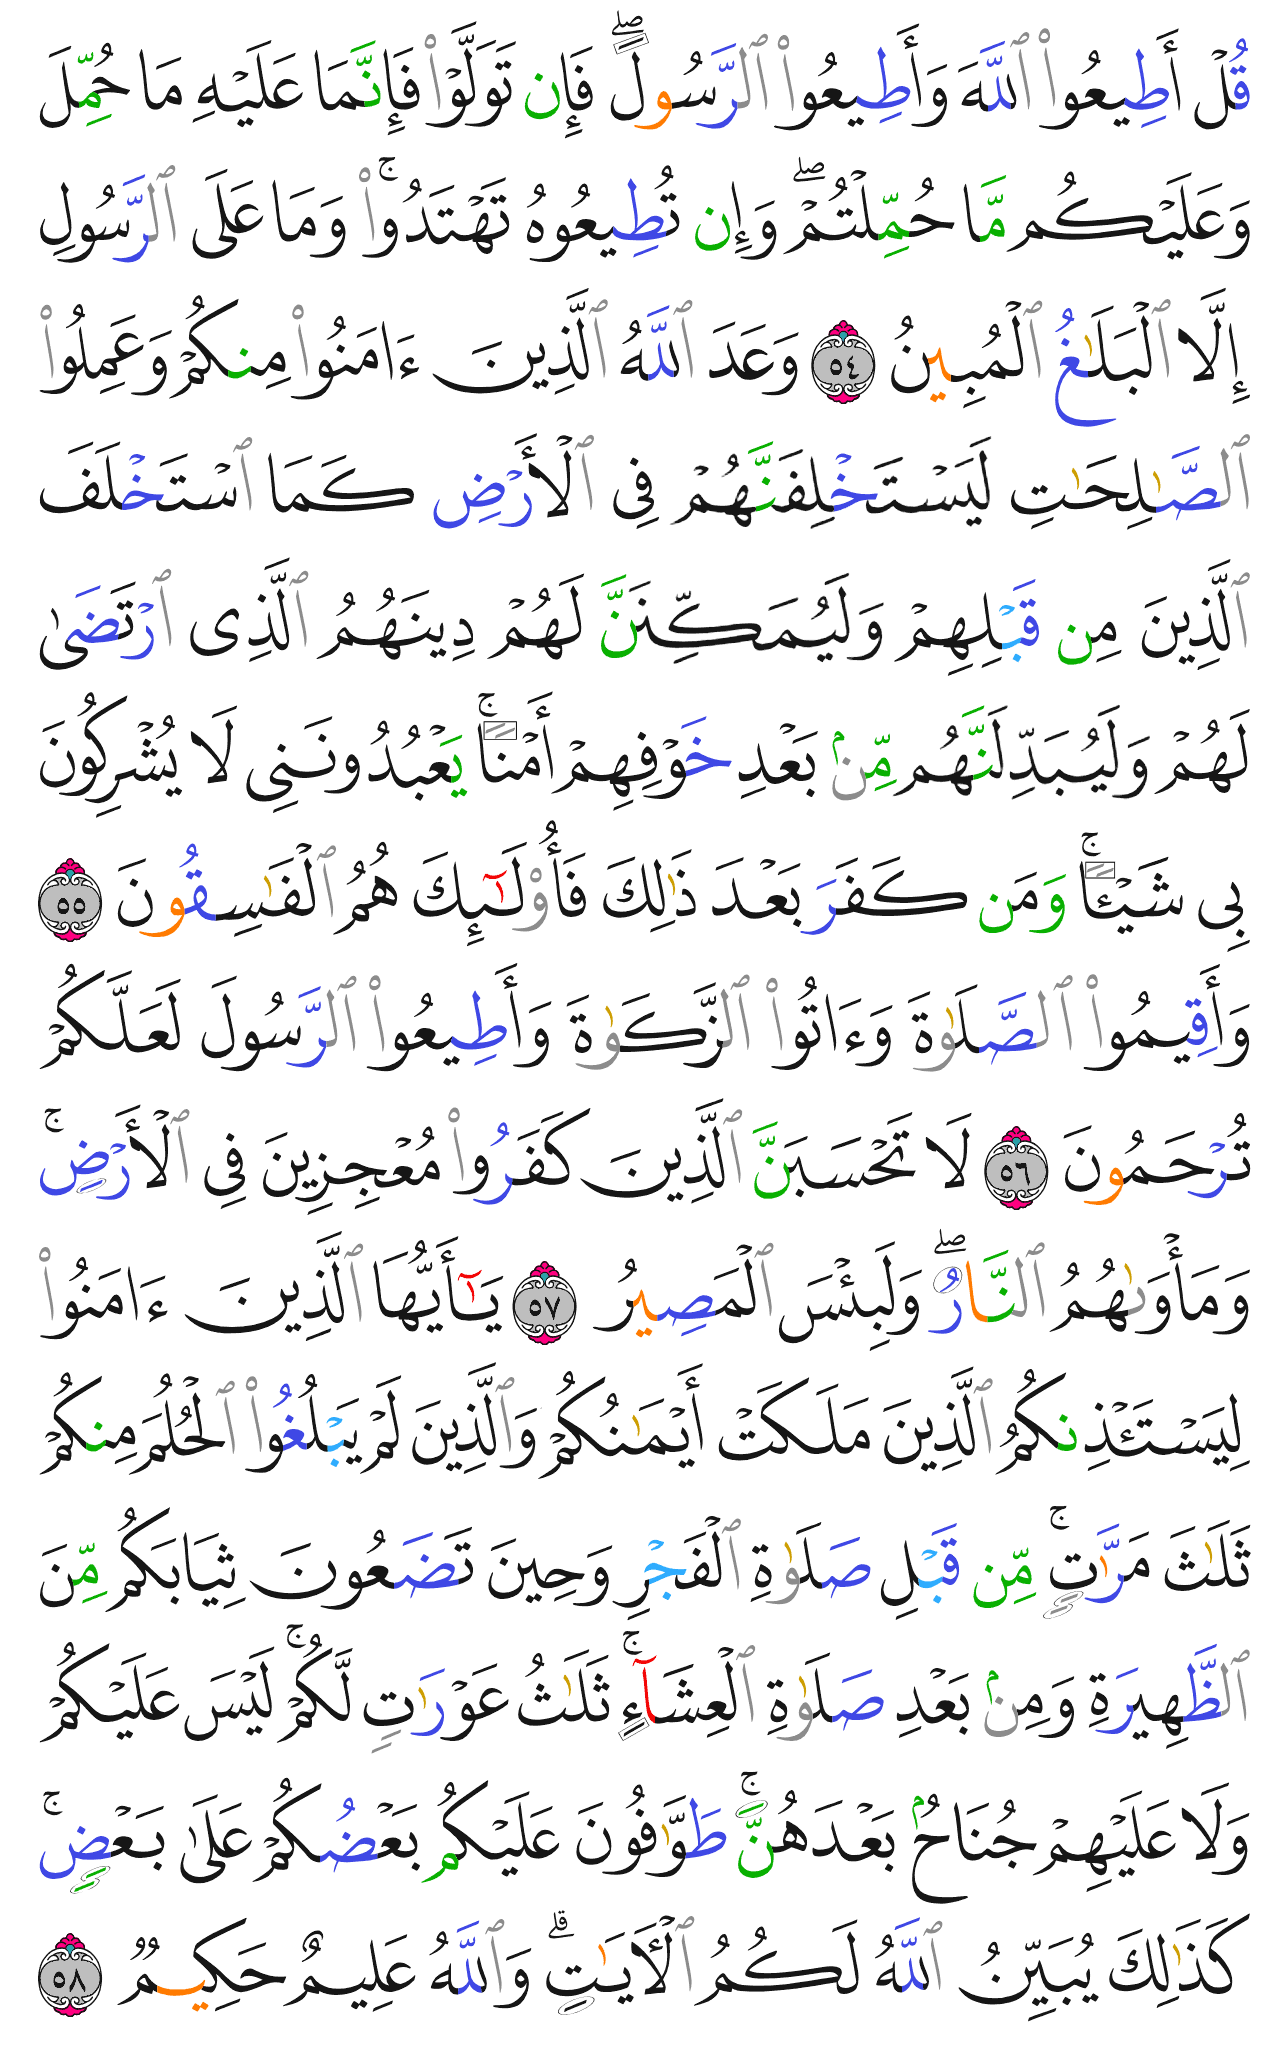 قُلْ أَطِيعُوا۟ ٱللَّهَ وَأَطِيعُوا۟ ٱلرَّسُولَ ۖ فَإِن تَوَلَّوْا۟ فَإِنَّمَا عَلَيْهِ مَا حُمِّلَ
وَعَلَيْكُم مَّا حُمِّلْتُمْ ۖ وَإِن تُطِيعُوهُ تَهْتَدُوا۟ ۚ وَمَا عَلَى ٱلرَّسُولِ
إِلَّا ٱلْبَلَـٰغُ ٱلْمُبِينُ ٥٤ وَعَدَ ٱللَّهُ ٱلَّذِينَ ءَامَنُوا۟ مِنكُمْ وَعَمِلُوا۟
ٱلصَّـٰلِحَـٰتِ لَيَسْتَخْلِفَنَّهُمْ فِى ٱلْأَرْضِ كَمَا ٱسْتَخْلَفَ
ٱلَّذِينَ مِن قَبْلِهِمْ وَلَيُمَكِّنَنَّ لَهُمْ دِينَهُمُ ٱلَّذِى ٱرْتَضَىٰ
لَهُمْ وَلَيُبَدِّلَنَّهُم مِّنۢ بَعْدِ خَوْفِهِمْ أَمْنًا ۚ يَعْبُدُونَنِى لَا يُشْرِكُونَ
بِى شَيْـًٔا ۚ وَمَن كَفَرَ بَعْدَ ذَٰلِكَ فَأُو۟لَـٰٓئِكَ هُمُ ٱلْفَـٰسِقُونَ ٥٥
وَأَقِيمُوا۟ ٱلصَّلَوٰةَ وَءَاتُوا۟ ٱلزَّكَوٰةَ وَأَطِيعُوا۟ ٱلرَّسُولَ لَعَلَّكُمْ
تُرْحَمُونَ ٥٦ لَا تَحْسَبَنَّ ٱلَّذِينَ كَفَرُوا۟ مُعْجِزِينَ فِى ٱلْأَرْضِ ۚ
وَمَأْوَىٰهُمُ ٱلنَّارُ ۖ وَلَبِئْسَ ٱلْمَصِيرُ ٥٧ يَـٰٓأَيُّهَا ٱلَّذِينَ ءَامَنُوا۟
لِيَسْتَـْٔذِنكُمُ ٱلَّذِينَ مَلَكَتْ أَيْمَـٰنُكُمْ وَٱلَّذِينَ لَمْ يَبْلُغُوا۟ ٱلْحُلُمَ مِنكُمْ
ثَلَـٰثَ مَرَّٰتٍ ۚ مِّن قَبْلِ صَلَوٰةِ ٱلْفَجْرِ وَحِينَ تَضَعُونَ ثِيَابَكُم مِّنَ
ٱلظَّهِيرَةِ وَمِنۢ بَعْدِ صَلَوٰةِ ٱلْعِشَآءِ ۚ ثَلَـٰثُ عَوْرَٰتٍ لَّكُمْ ۚ لَيْسَ عَلَيْكُمْ
وَلَا عَلَيْهِمْ جُنَاحٌۢ بَعْدَهُنَّ ۚ طَوَّٰفُونَ عَلَيْكُم بَعْضُكُمْ عَلَىٰ بَعْضٍ ۚ
كَذَٰلِكَ يُبَيِّنُ ٱللَّهُ لَكُمُ ٱلْـَٔايَـٰتِ ۗ وَٱللَّهُ عَلِيمٌ حَكِيمٌ ٥٨